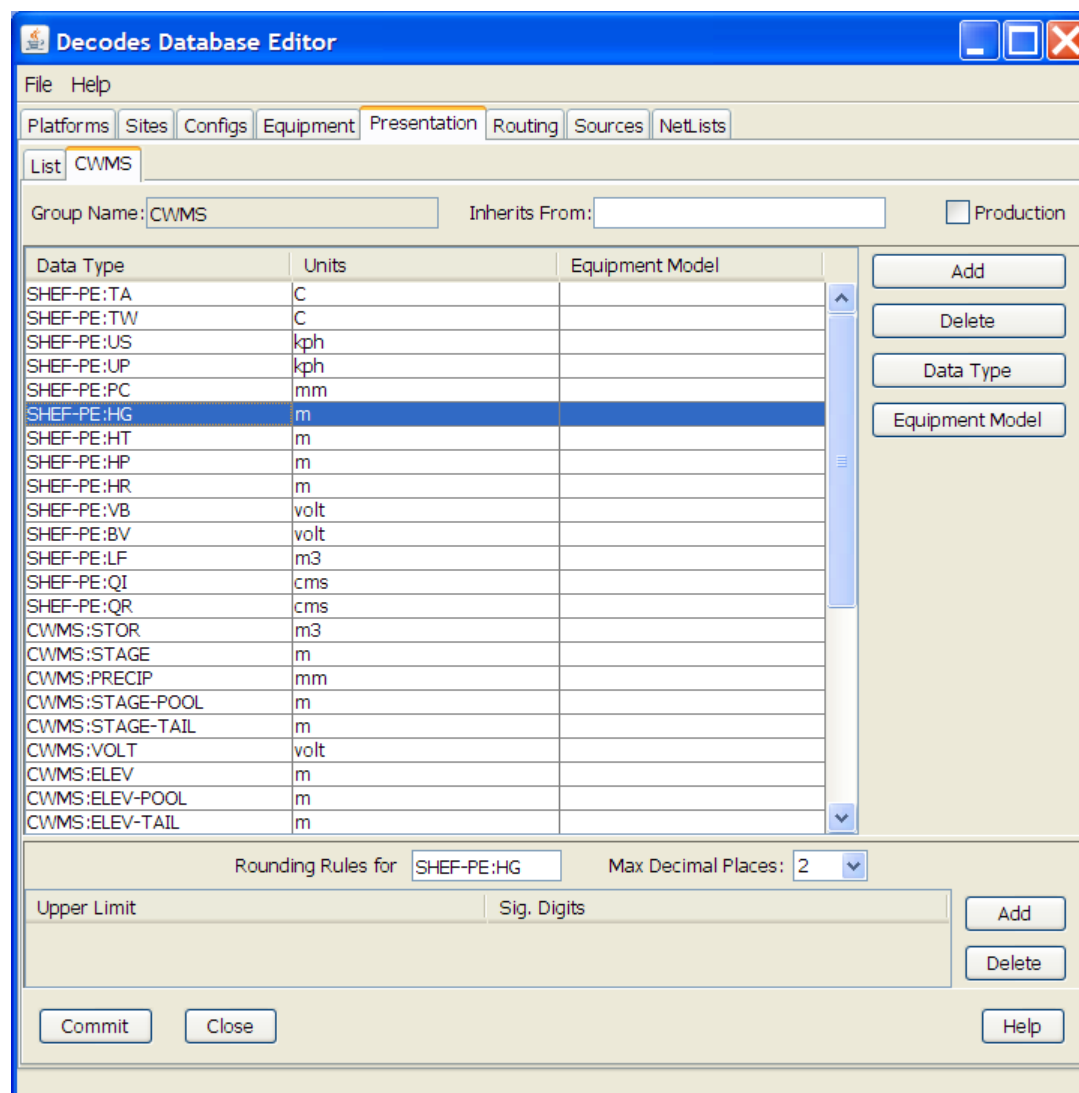 Decodes Database Editor
File Help
Platforms Sites Configs Equipment Presentation Routing Sources NetLists
List CWMS
Group Name: CWMS Inherits From: Production
Data Type Units Equipment Model Add
SHEF-PE:TA C
SHEF-PE:TW C Delete
SHEF-PE:US kph
SHEF-PE:UP kph Data Type
SHEF-PE:PC mm
SHEF-PE:HG m Equipment Model
SHEF-PE:HT m
SHEF-PE:HP m
SHEF-PE:HR m
SHEF-PE:VB volt
SHEF-PE:BV volt
SHEF-PE:LF m3
SHEF-PE:QI cms
SHEF-PE:QR cms
CWMS:STOR m3
CWMS:STAGE m
CWMS:PRECIP mm
CWMS:STAGE-POOL m
CWMS:STAGE-TAIL m
CWMS:VOLT volt
CWMS:ELEV m
CWMS:ELEV-POOL m
CWMS:ELEV-TAIL m
Rounding Rules for SHEF-PE:HG Max Decimal Places: 2
Upper Limit Sig. Digits Add
Delete
Commit Close Help